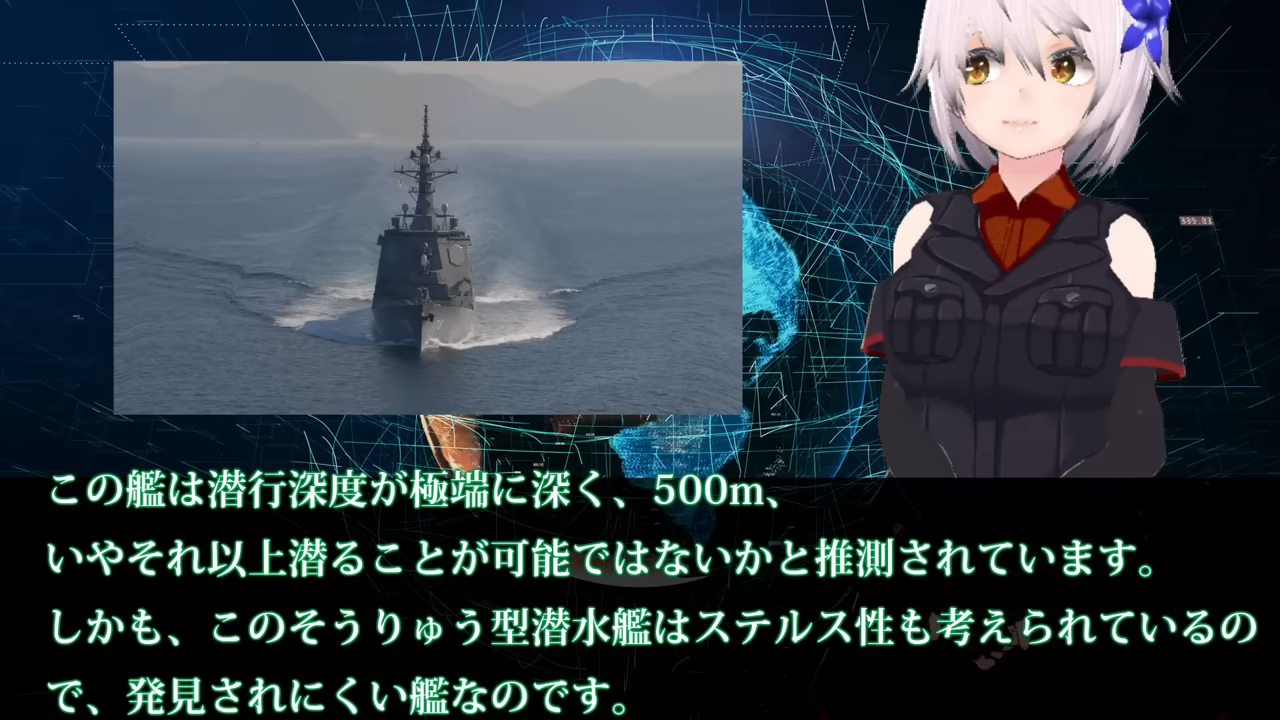 この艦は潜行深度が極端に深く、500m、
いやそれ以上潜ることが可能ではないかと推測されています。
しかも、このそうりゅう型潜水艦はステルス性も考えられているの
で、発見されにくい艦なのです。